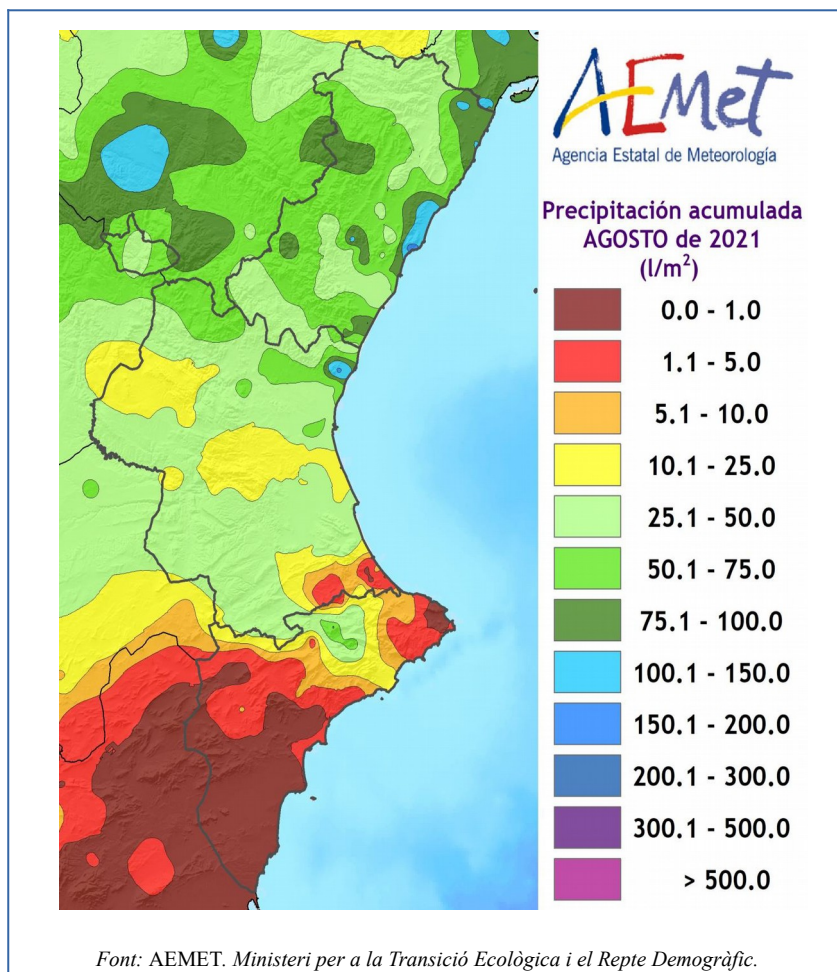 AEMet
Agencia Estatal de Meteorología
Precipitación acumulada
AGOSTO de 2021
(l/m²)
0.0 - 1.0
1.1 - 5.0
5.1 - 10.0
10.1 - 25.0
25.1 - 50.0
50.1 - 75.0
75.1 - 100.0
100.1 - 150.0
150.1 - 200.0
200.1 - 300.0
300.1 - 500.0
> 500.0
Font: AEMET. Ministeri per a la Transició Ecològica i el Repte Demogràfic.